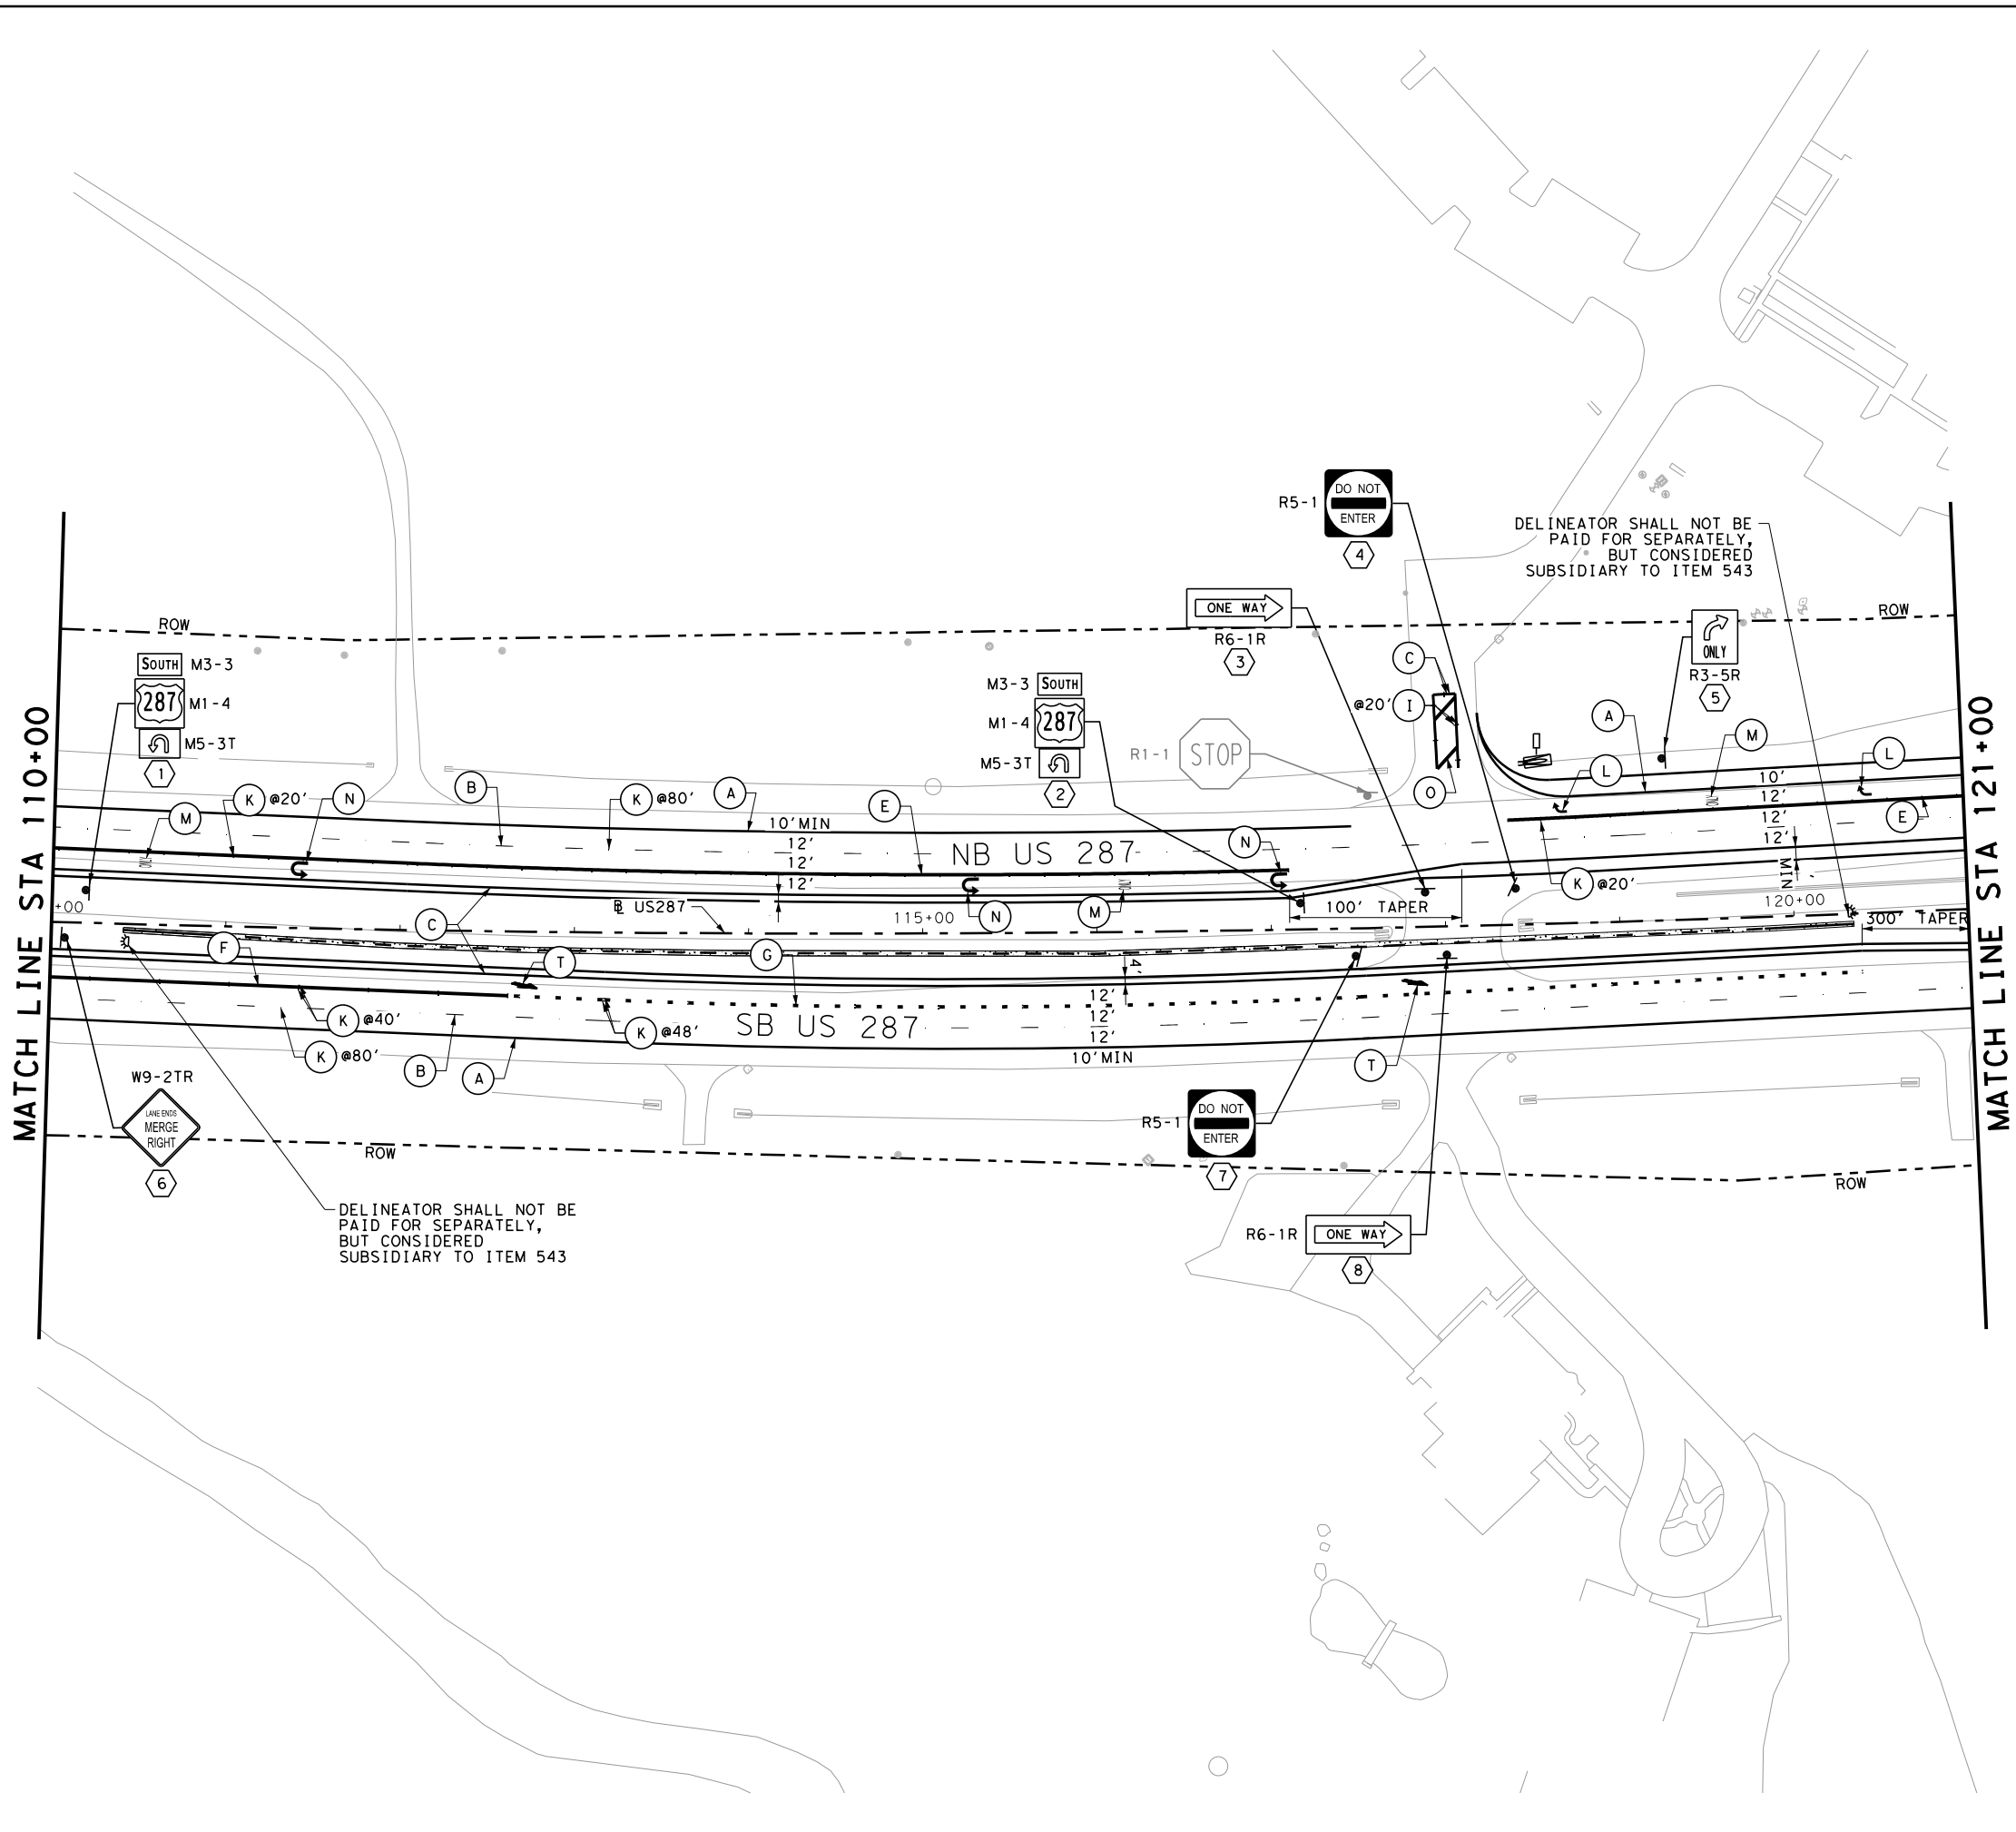 R5-1
DO NOT
ENTER
4
DELINEATOR SHALL NOT BE
PAID FOR SEPARATELY,
BUT CONSIDERED
SUBSIDIARY TO ITEM 543
ONE WAY
R6-1R
3
ROW
ROW
SOUTH M3-3
287 M1-4
M5-3T
1
M3-3 SOUTH
M1-4 287
M5-3T
2
R1-1 STOP
C
@20' I
O
ONLY
R3-5R
5
A
M
L
L
MATCH LINE STA 110+00
MATCH LINE STA 121+00
K @20'
N
M
B
K @80'
A
E
10'MIN
12'
12'
12'
NB US 287
N
10'
12'
12'
12'
E
K @20'
MIN
'
+00
C
℄ US287
115+00
N
M
100' TAPER
120+00
300' TAPER
F
T
G
4'
K @40'
K @48'
SB US 287
12'
12'
12'
10'MIN
K @80'
B
A
T
W9-2TR
LANE ENDS
MERGE
RIGHT
6
ROW
R5-1
DO NOT
ENTER
7
ROW
DELINEATOR SHALL NOT BE
PAID FOR SEPARATELY,
BUT CONSIDERED
SUBSIDIARY TO ITEM 543
R6-1R ONE WAY
8